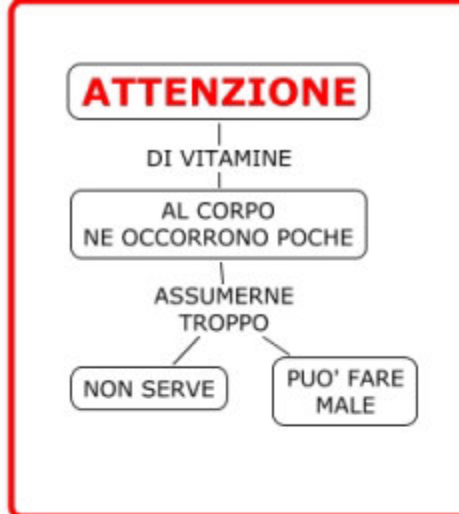 ATTENZIONE
DI VITAMINE
AL CORPO
NE OCCORRONO POCHE
ASSUMERNE
TROPPO
NON SERVE
PUO' FARE
MALE